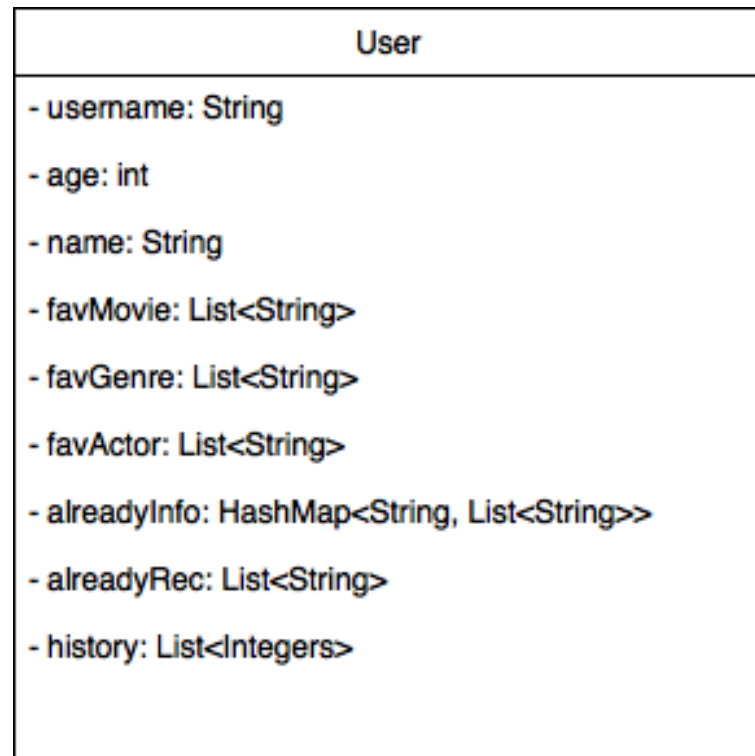 User
- username: String
- age: int
- name: String
- favMovie: List<String>
- favGenre: List<String>
- favActor: List<String>
- alreadyInfo: HashMap<String, List<String>>
- alreadyRec: List<String>
- history: List<Integers>